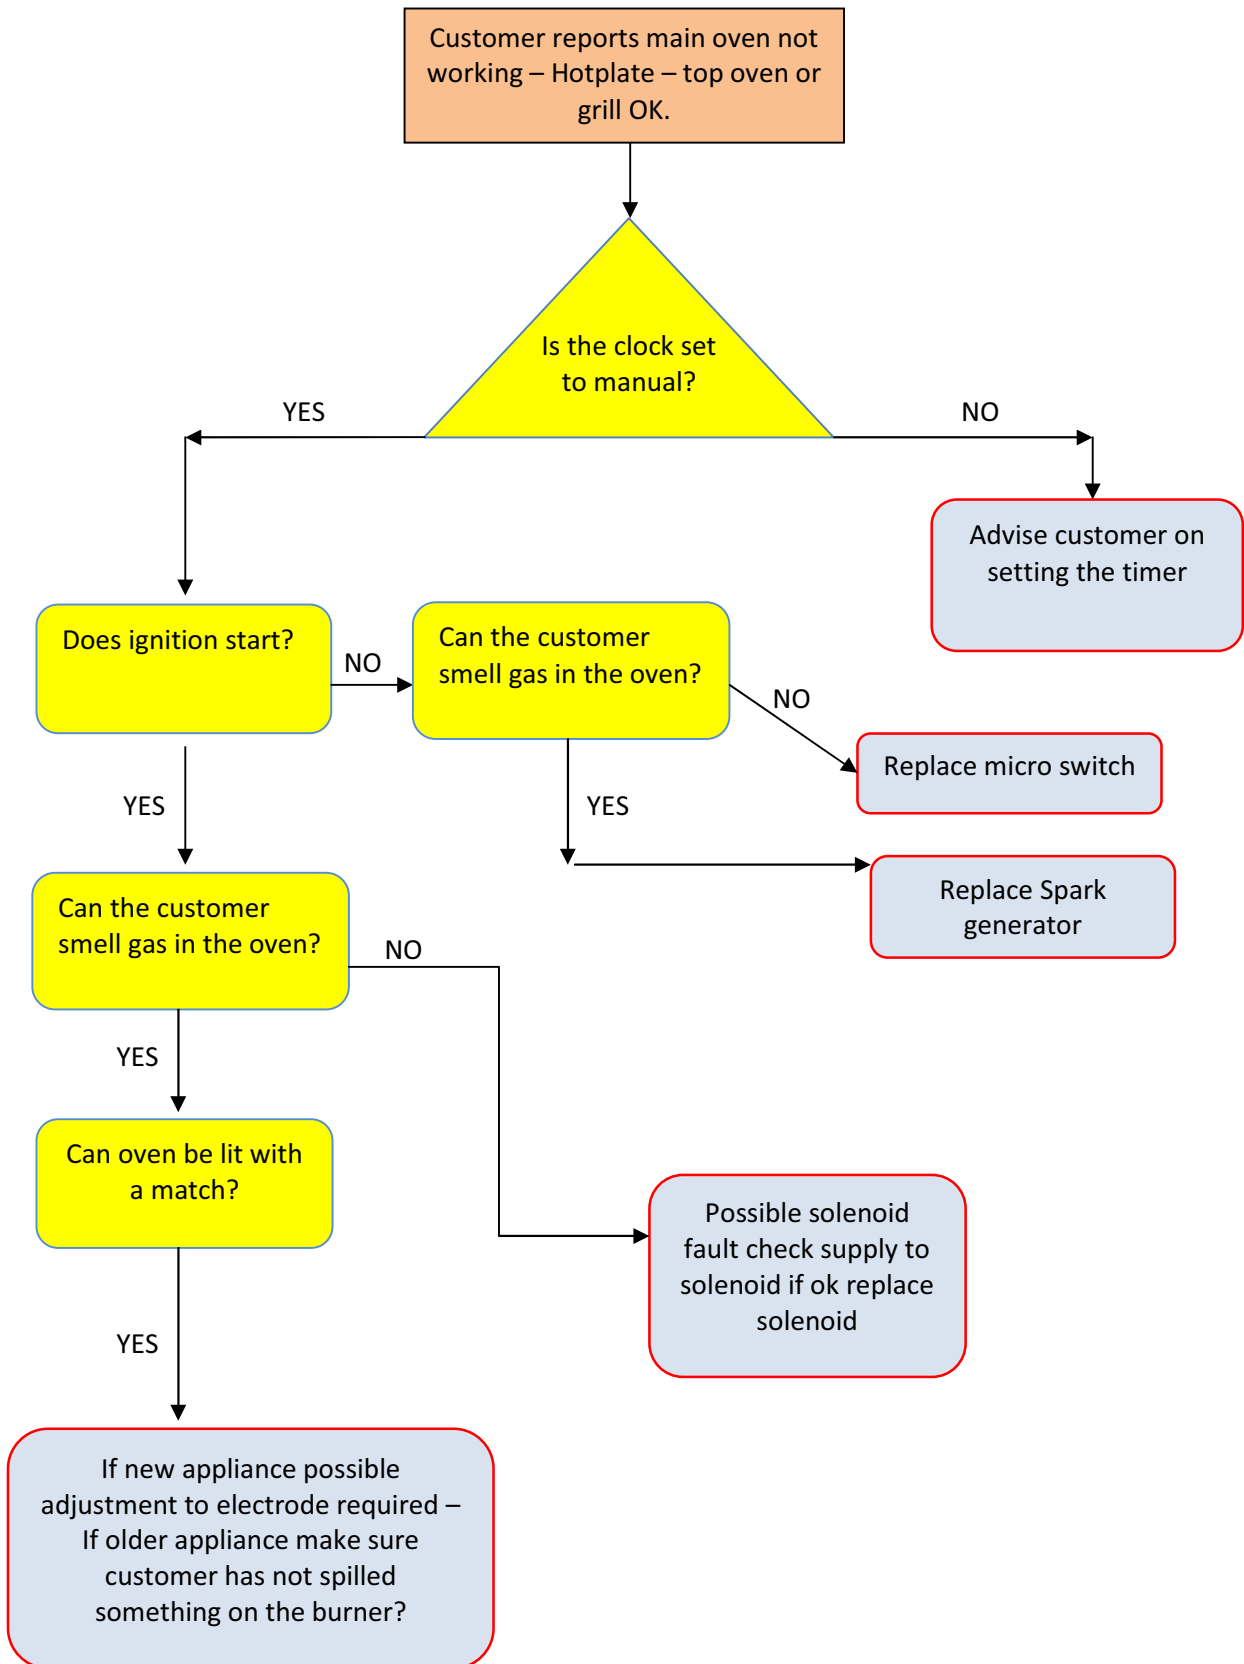 Customer reports main oven not
working – Hotplate – top oven or
grill OK.
Is the clock set
to manual?
YES
NO
Advise customer on
setting the timer
Does ignition start?
NO
Can the customer
smell gas in the oven?
NO
Replace micro switch
YES
YES
Replace Spark
generator
Can the customer
smell gas in the oven?
NO
YES
Can oven be lit with
a match?
Possible solenoid
fault check supply to
solenoid if ok replace
solenoid
YES
If new appliance possible
adjustment to electrode required –
If older appliance make sure
customer has not spilled
something on the burner?